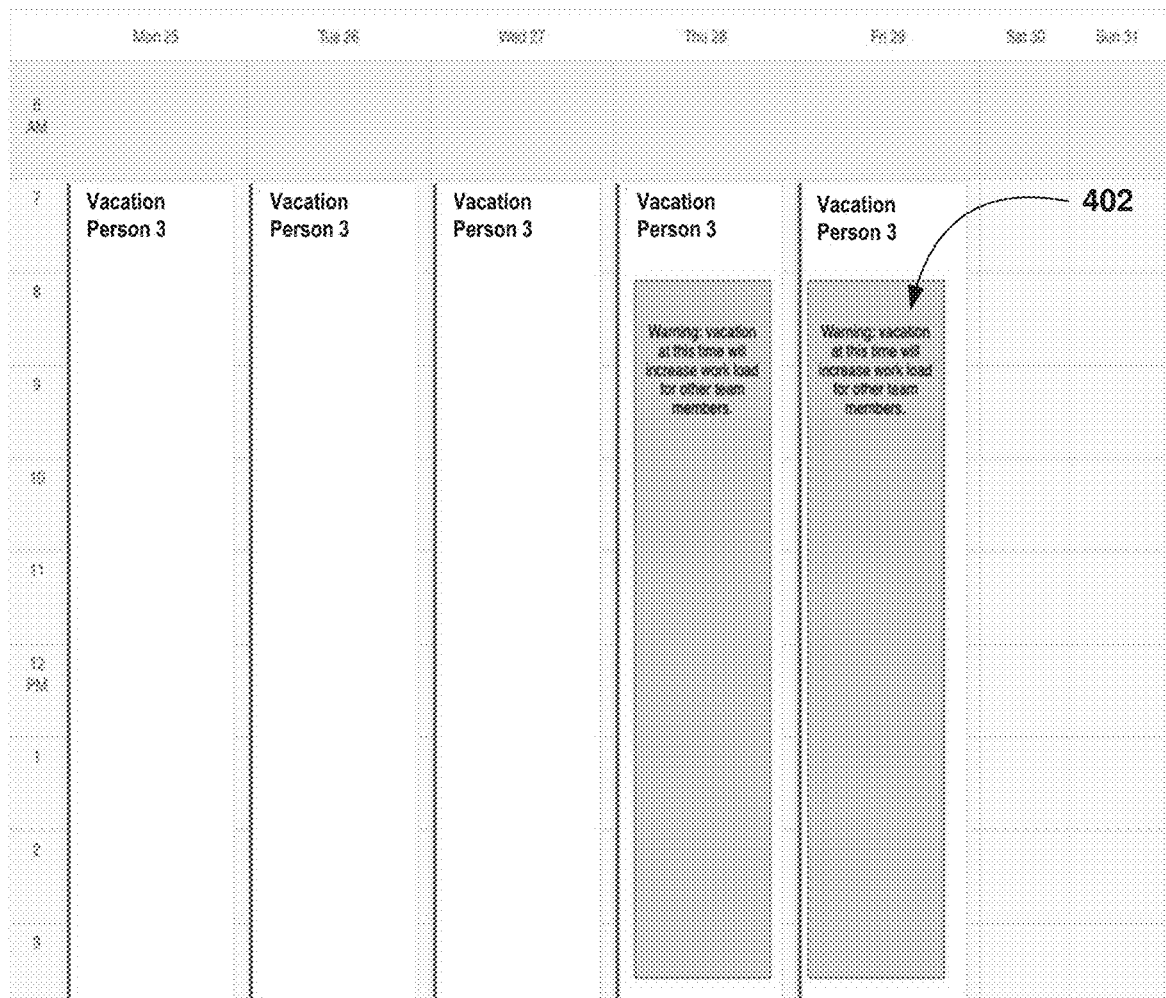 Mon 25 Tue 26 Wed 27 Thu 28 Fri 29 Sat 30 Sun 31
6
AM
7
Vacation
Person 3
Vacation
Person 3
Vacation
Person 3
Vacation
Person 3
Vacation
Person 3
402
8
Warning: vacation
at this time will
increase work load
for other team
members.
Warning: vacation
at this time will
increase work load
for other team
members.
9
10
11
12
PM
1
2
3